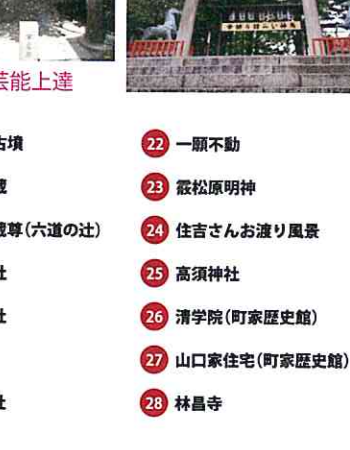 芸能上達
古墳
蔵
蔵尊(六道の辻)
社
社
社
22 一願不動
23 霰松原明神
24 住吉さんお渡り風景
25 高須神社
26 清学院(町家歴史館)
27 山口家住宅(町家歴史館)
28 林昌寺